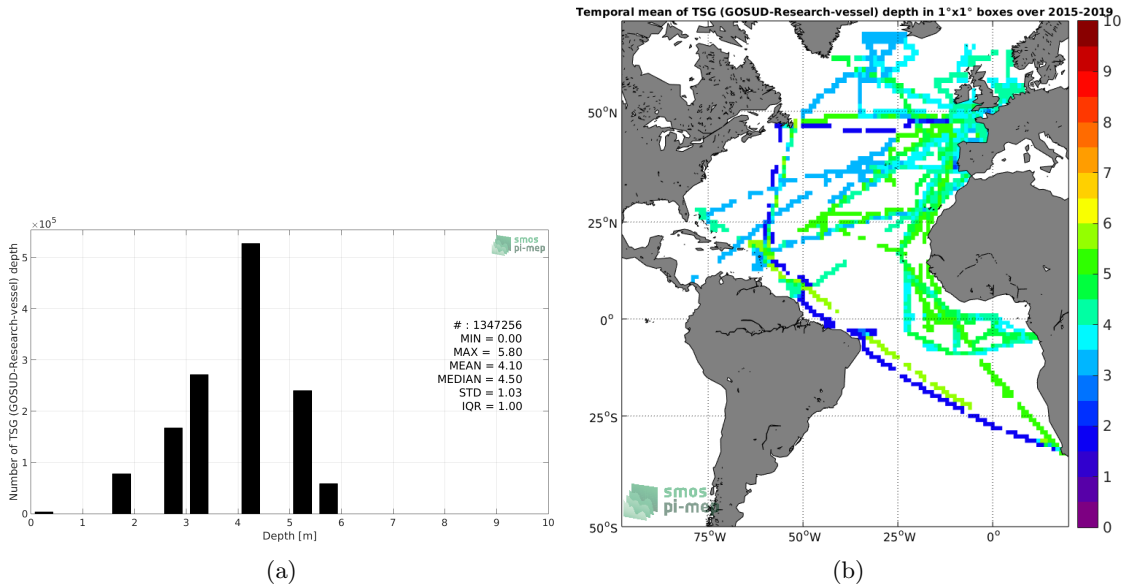 ×10⁵
5
4
3
2
1
0
Number of TSG (GOSUD-Research-vessel) depth
smos
pi-mep
# : 1347256
MIN = 0.00
MAX = 5.80
MEAN = 4.10
MEDIAN = 4.50
STD = 1.03
IQR = 1.00
0 1 2 3 4 5 6 7 8 9 10
Depth [m]
(a)
Temporal mean of TSG (GOSUD-Research-vessel) depth in 1°x1° boxes over 2015-2019
50°N
25°N
0°
25°S
50°S
75°W 50°W 25°W 0°
smos
pi-mep
10
9
8
7
6
5
4
3
2
1
0
(b)